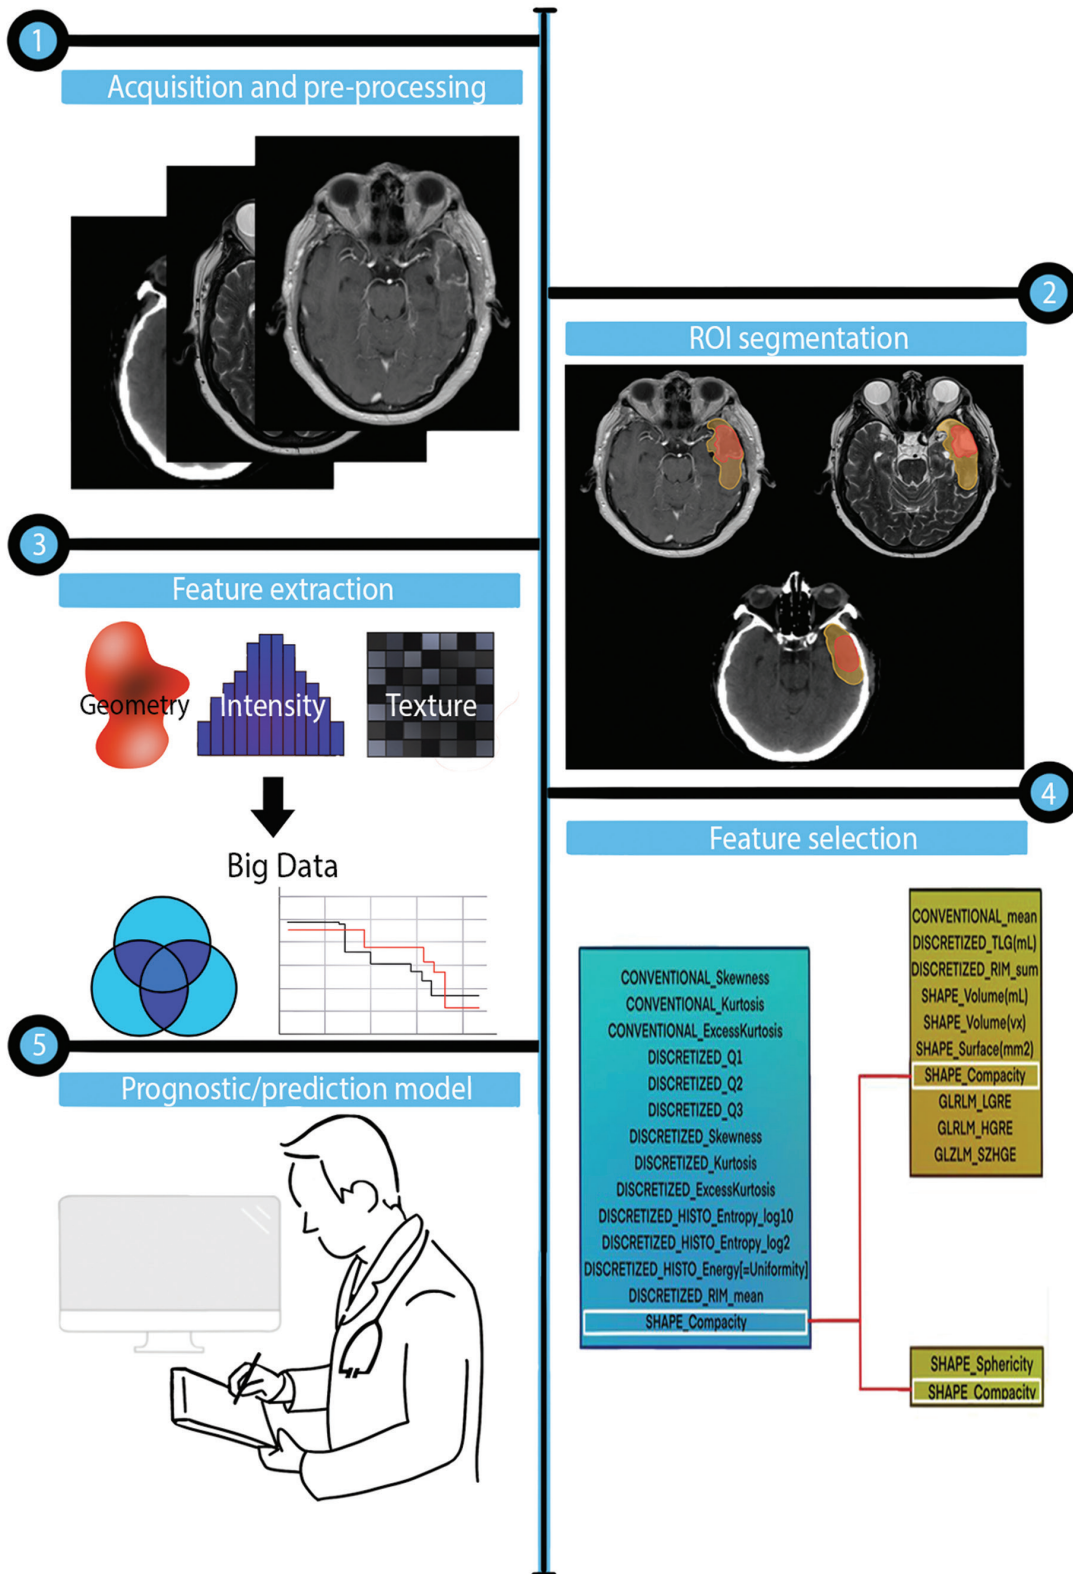 1
Acquisition and pre-processing
2
ROI segmentation
3
Feature extraction
Geometry
Intensity
Texture
Big Data
4
Feature selection
CONVENTIONAL_Skewness
CONVENTIONAL_Kurtosis
CONVENTIONAL_ExcessKurtosis
DISCRETIZED_Q1
DISCRETIZED_Q2
DISCRETIZED_Q3
DISCRETIZED_Skewness
DISCRETIZED_Kurtosis
DISCRETIZED_ExcessKurtosis
DISCRETIZED_HISTO_Entropy_log10
DISCRETIZED_HISTO_Entropy_log2
DISCRETIZED_HISTO_Energy[=Uniformity]
DISCRETIZED_RIM_mean
SHAPE_Compacity
CONVENTIONAL_mean
DISCRETIZED_TLG(mL)
DISCRETIZED_RIM_sum
SHAPE_Volume(mL)
SHAPE_Volume(vx)
SHAPE_Surface(mm2)
SHAPE_Compacity
GLRLM_LGRE
GLRLM_HGRE
GLZLM_SZHGE
SHAPE_Sphericity
SHAPE_Compacity
5
Prognostic/prediction model